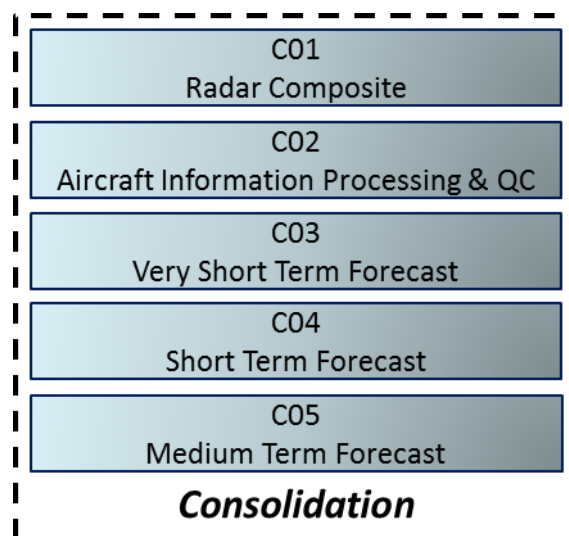 C01
Radar Composite
C02
Aircraft Information Processing & QC
C03
Very Short Term Forecast
C04
Short Term Forecast
C05
Medium Term Forecast
Consolidation